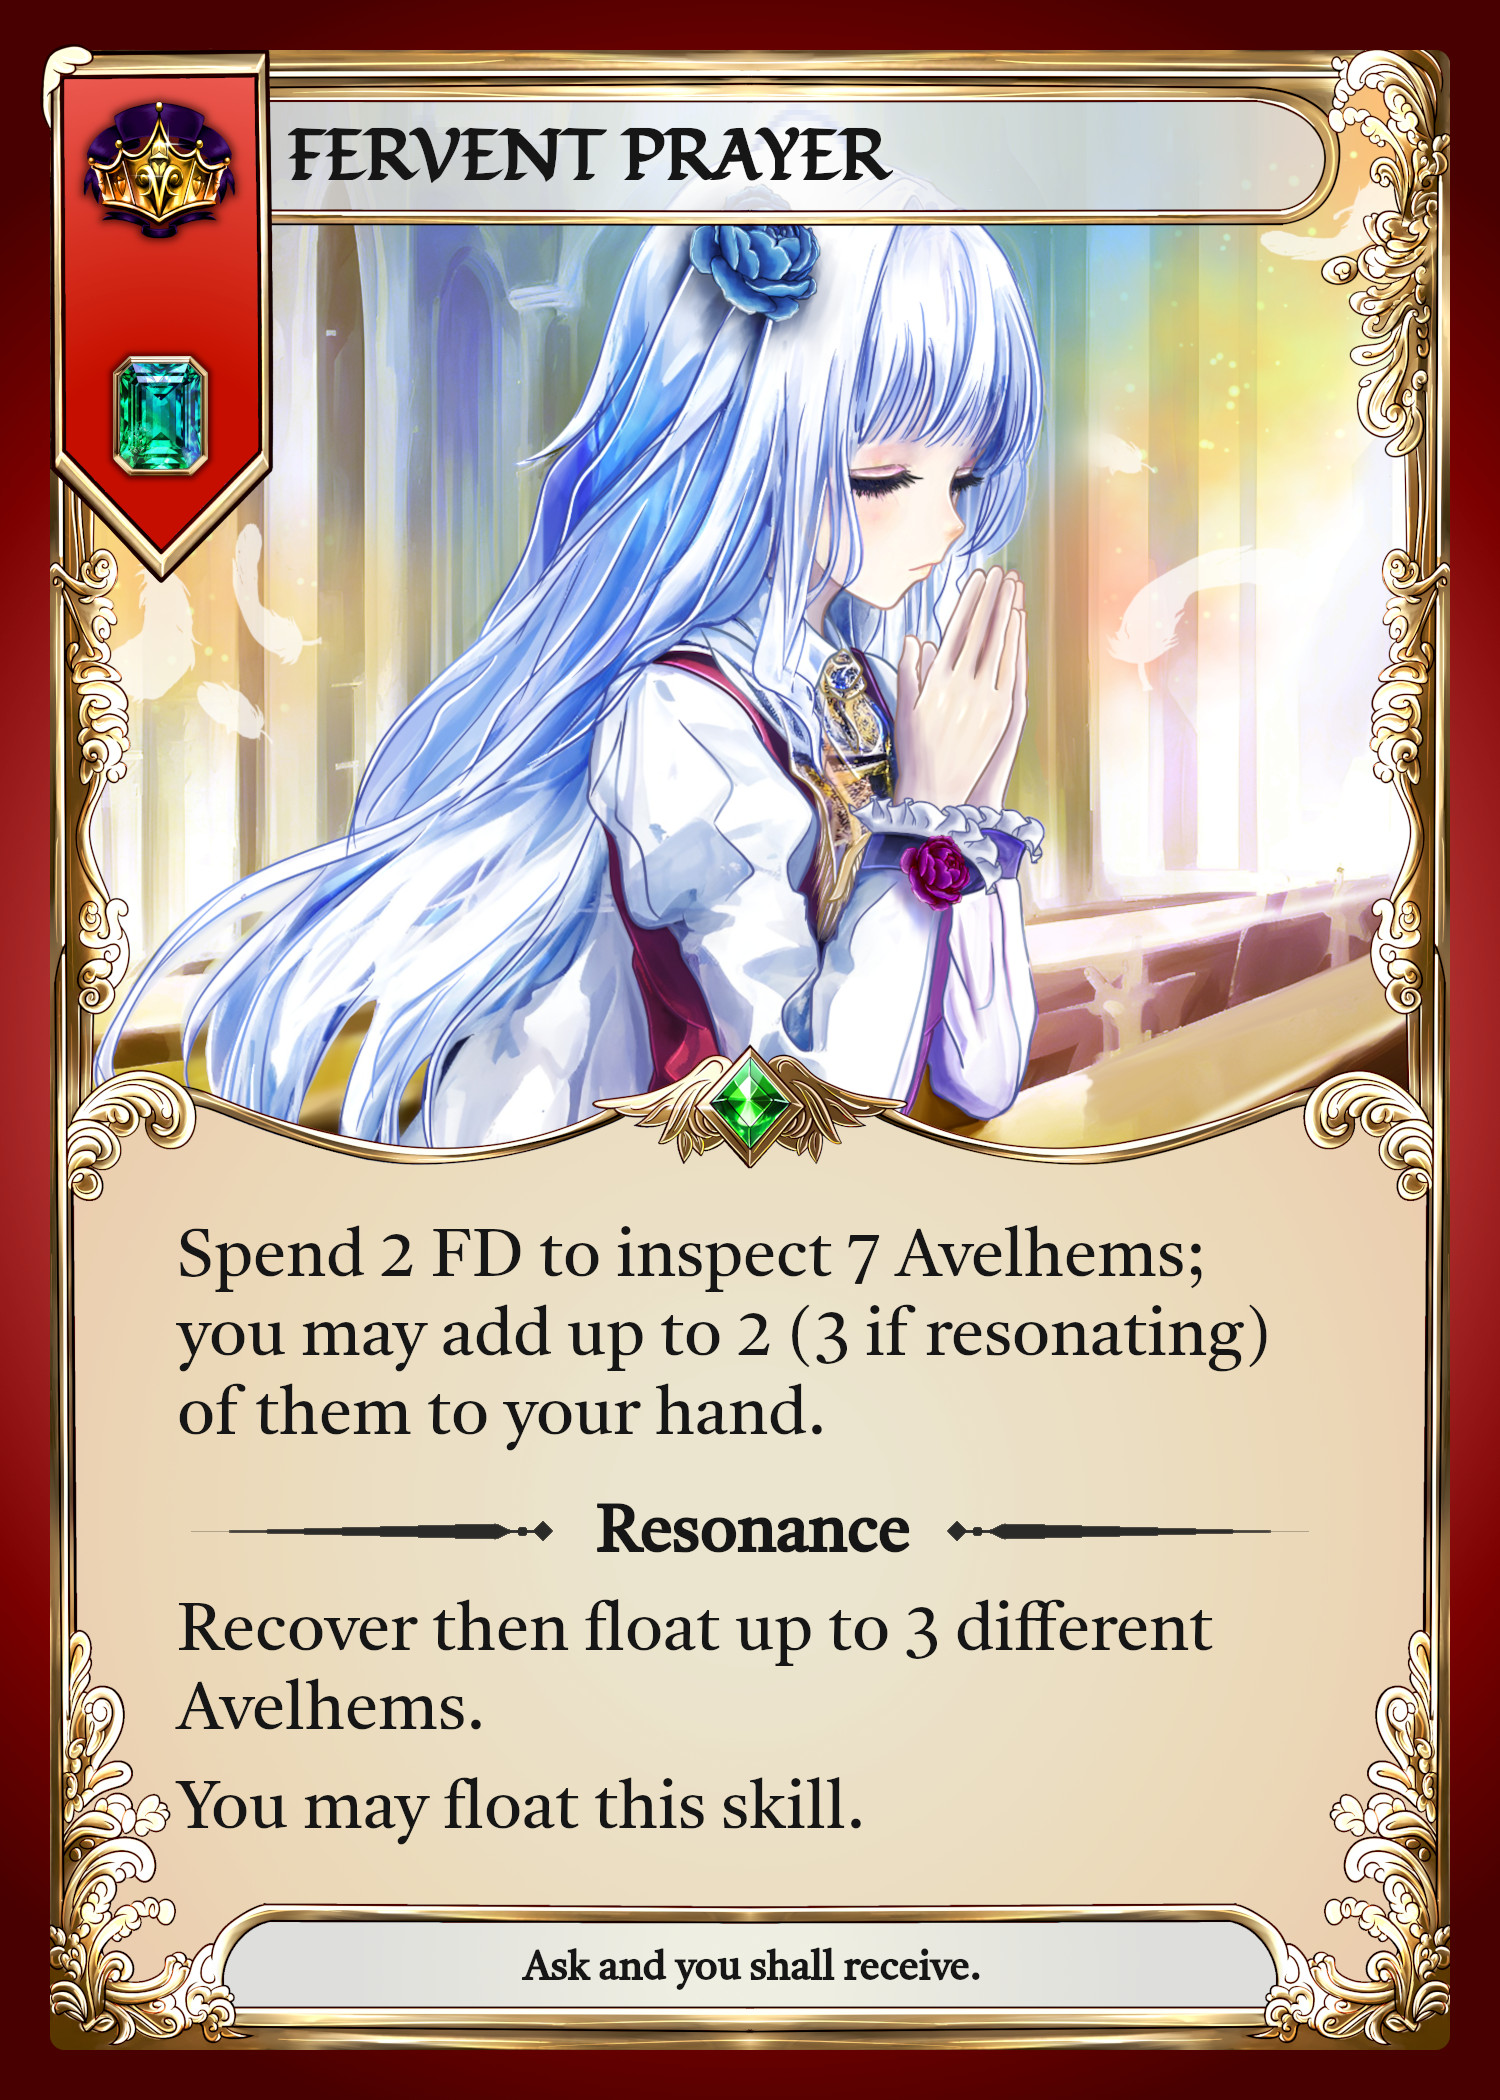 FERVENT PRAYER
Spend 2 FD to inspect 7 Avelhems;
you may add up to 2 (3 if resonating)
of them to your hand.
Resonance
Recover then float up to 3 different
Avelhems.
You may float this skill.
Ask and you shall receive.